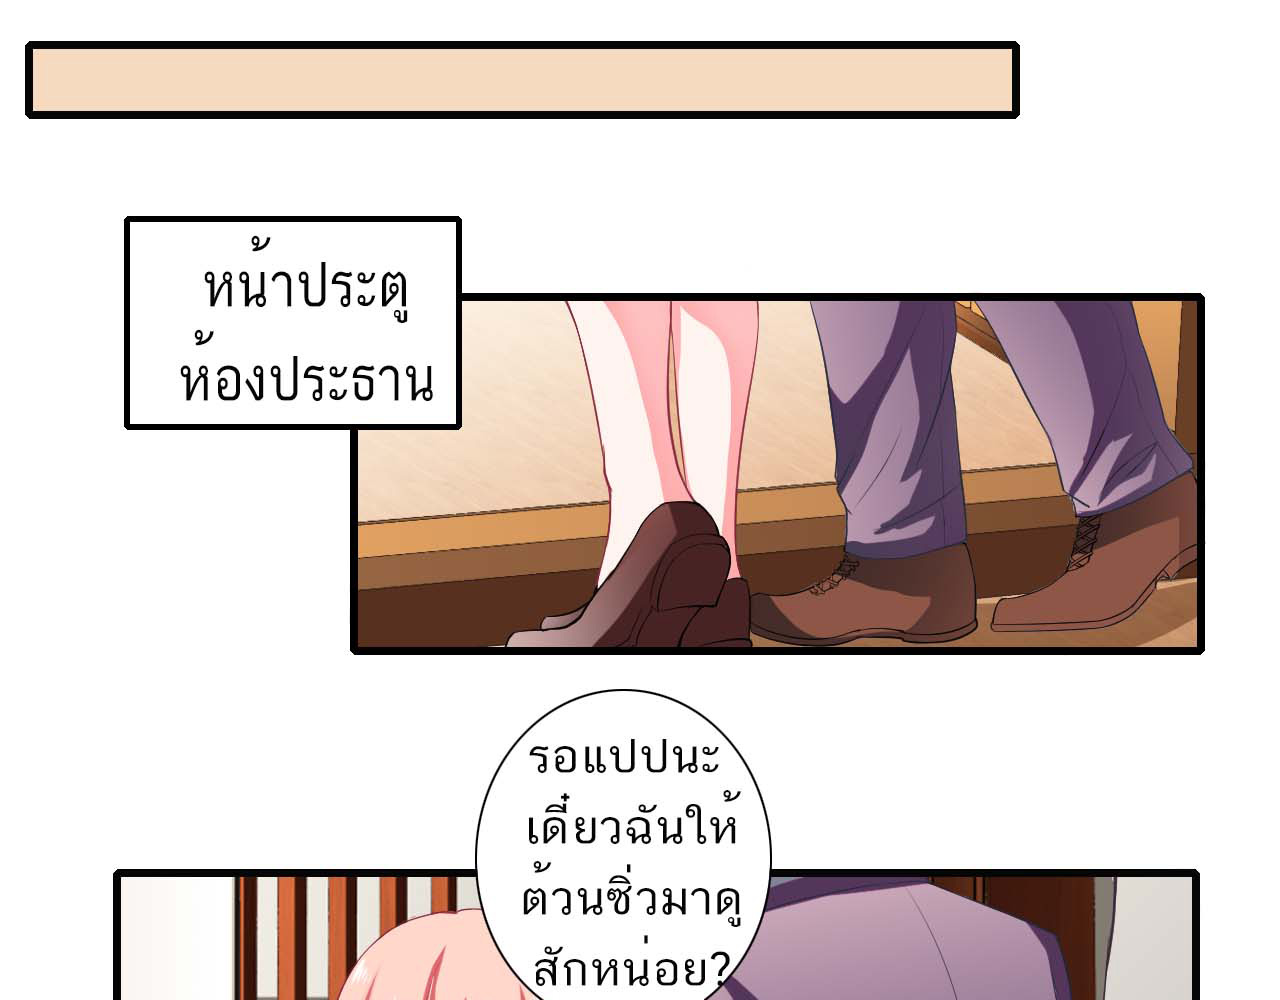 หน้าประตู
ห้องประธาน
รอแปปนะ
เดี๋ยวฉันให้
ต้วนซิ่วมาดู
สักหน่อย?